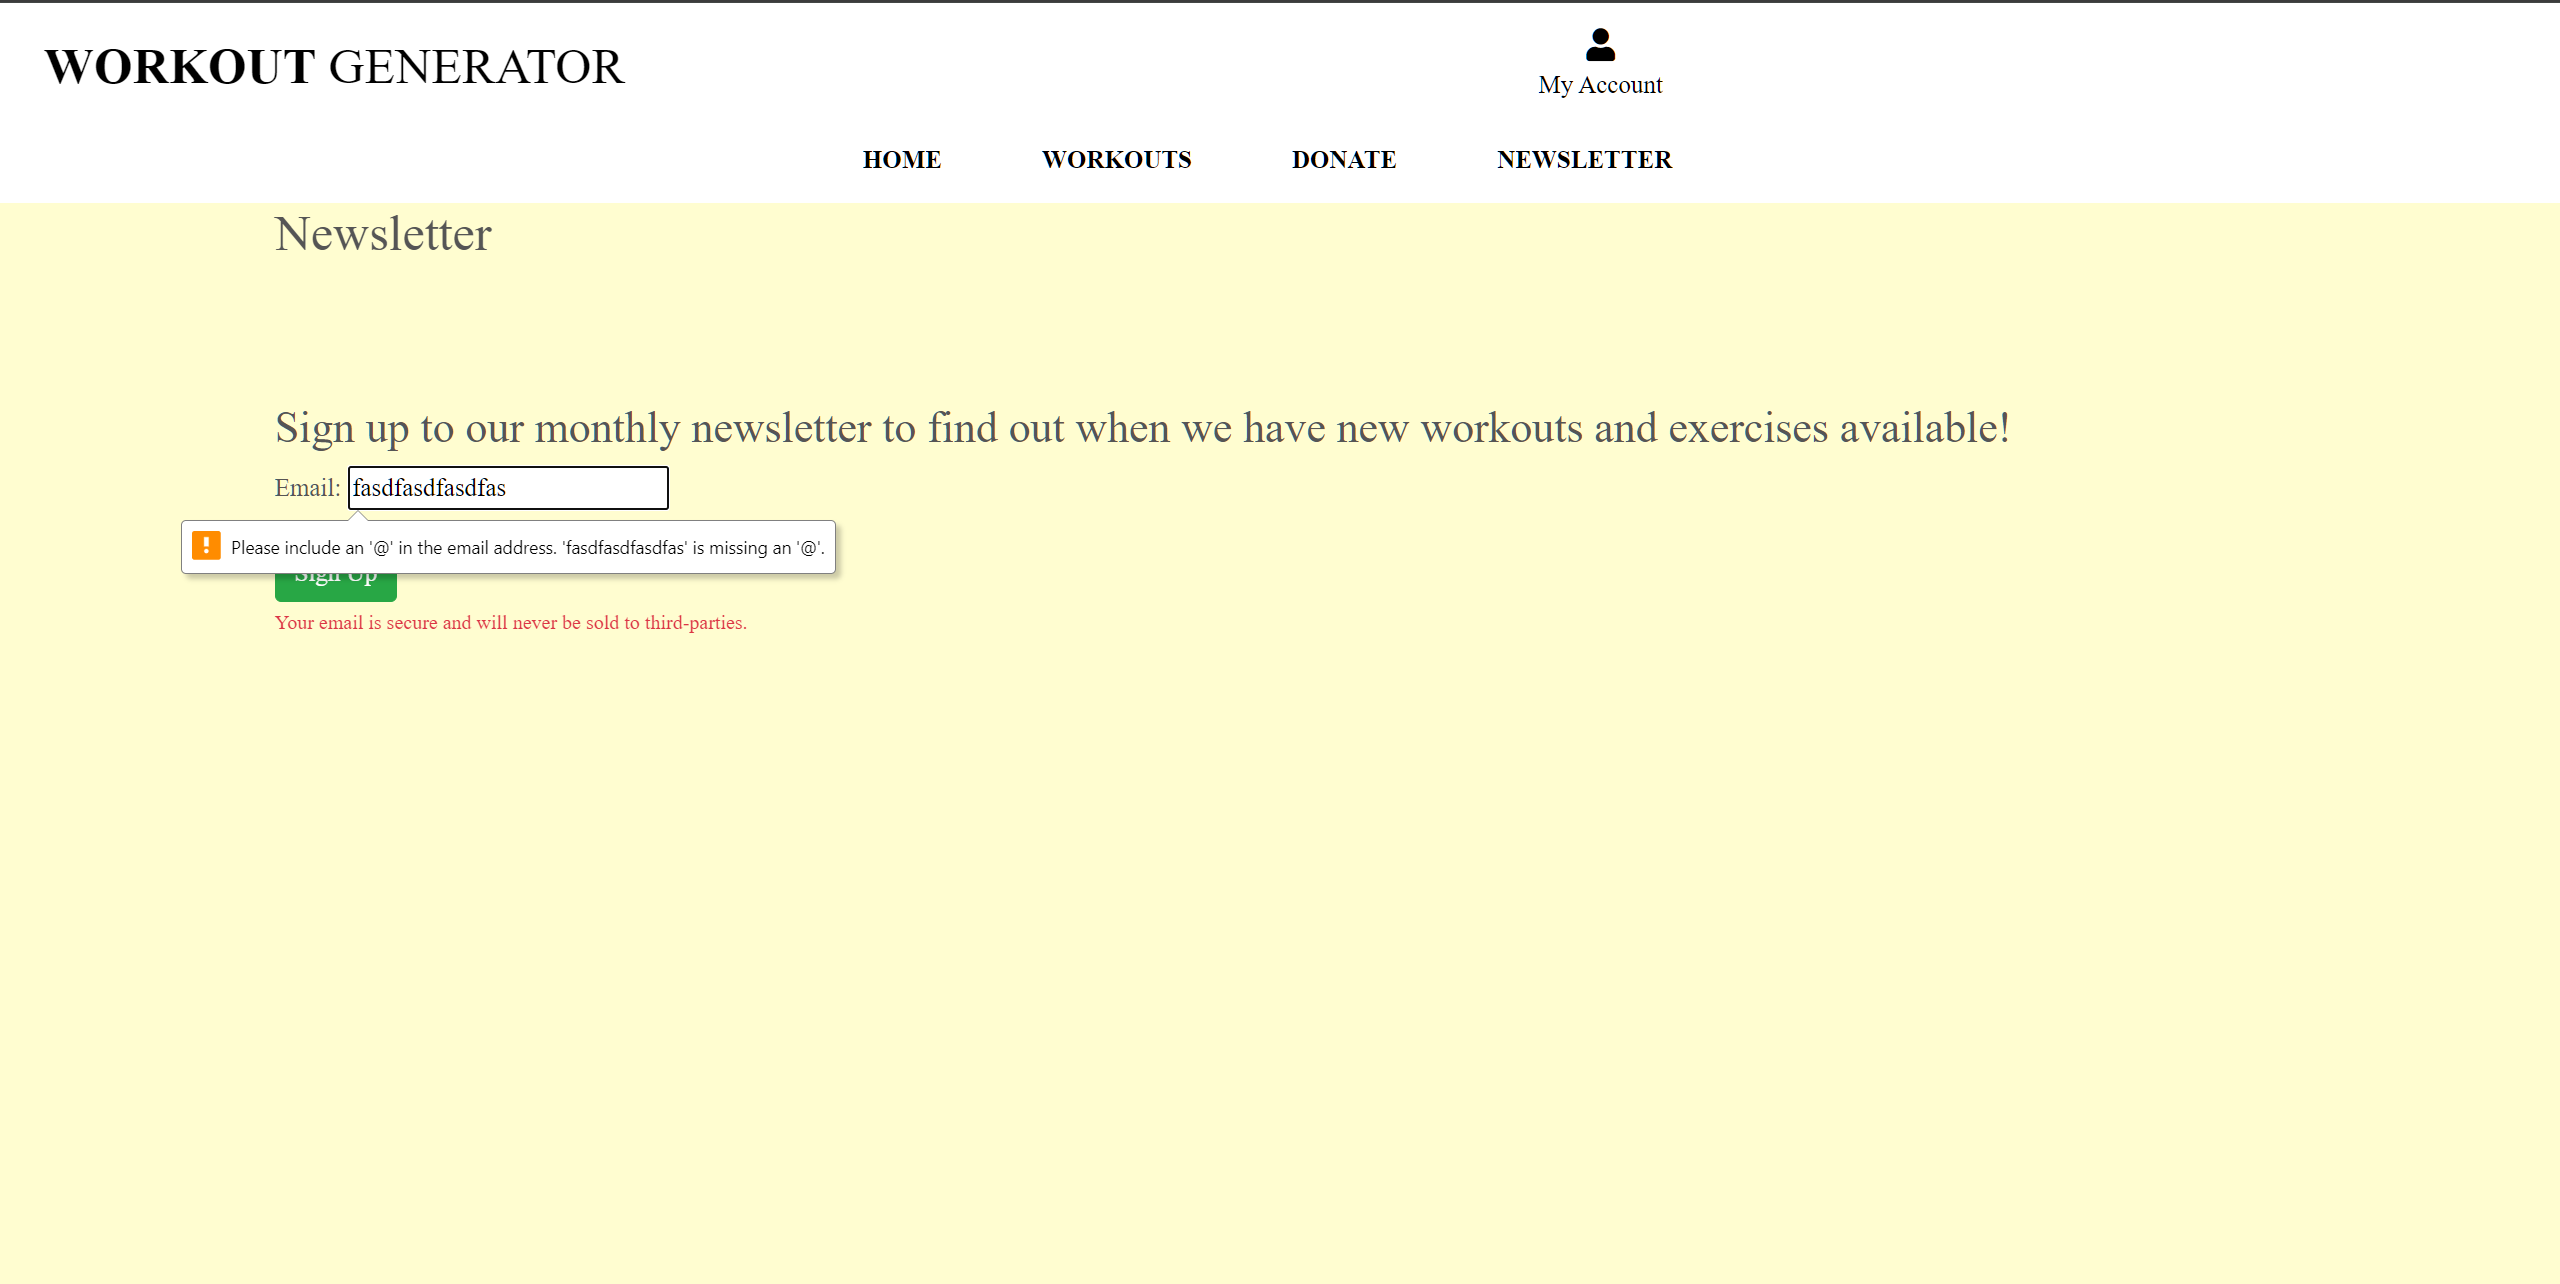 WORKOUT GENERATOR
My Account
HOME WORKOUTS DONATE NEWSLETTER
Newsletter
Sign up to our monthly newsletter to find out when we have new workouts and exercises available!
Email: fasdfasdfasdfas
Please include an '@' in the email address. 'fasdfasdfasdfas' is missing an '@'.
Sign Up
Your email is secure and will never be sold to third-parties.